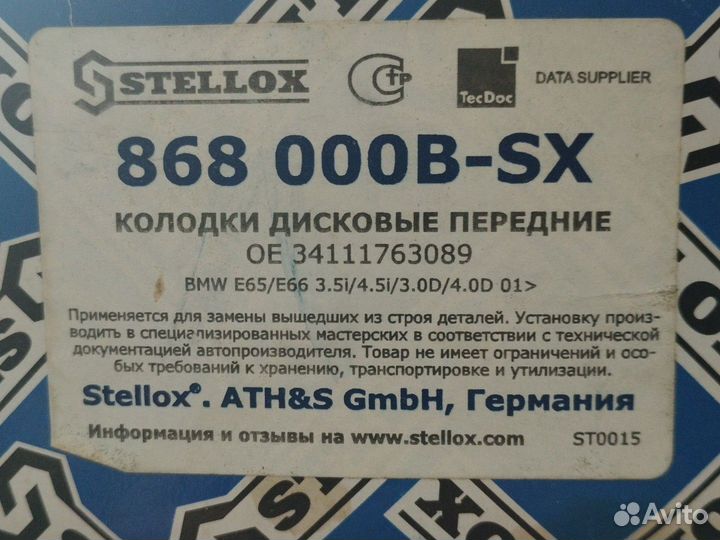 STELLOX
TecDoc
DATA SUPPLIER
868 000B-SX
КОЛОДКИ ДИСКОВЫЕ ПЕРЕДНИЕ
OE 34111763089
BMW E65/E66 3.5i/4.5i/3.0D/4.0D 01>
Применяется для замены вышедших из строя деталей. Установку произ-
водить в специализированных мастерских в соответствии с технической
документацией автопроизводителя. Товар не имеет ограничений и осо-
бых требований к хранению, транспортировке и утилизации.
Stellox®. ATH&S GmbH, Германия
Информация и отзывы на www.stellox.com
ST0015
Avito